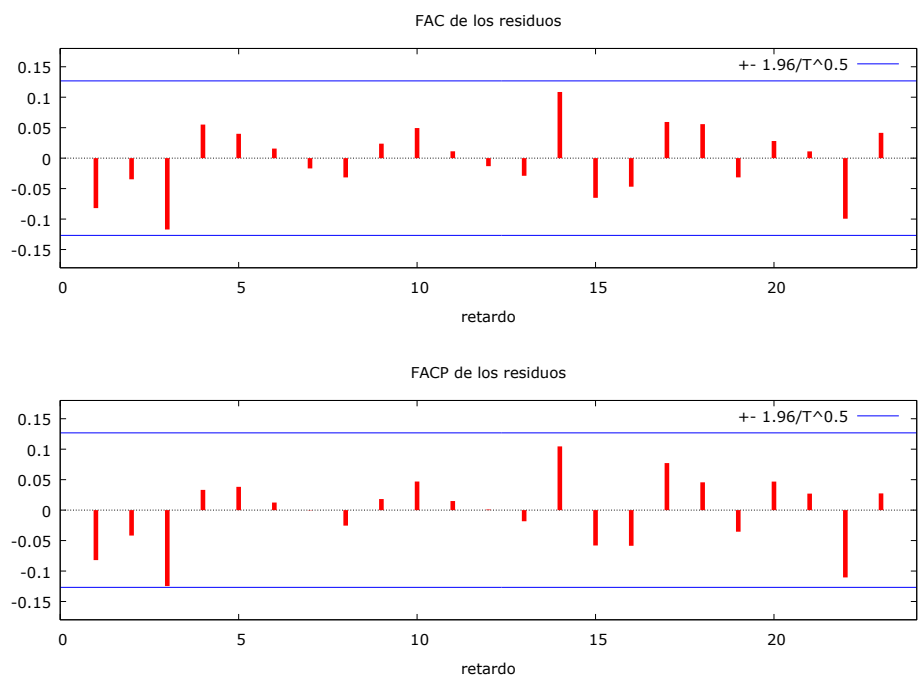 FAC de los residuos
+- 1.96/T^0.5
0.15
0.1
0.05
0
-0.05
-0.1
-0.15
0 5 10 15 20
retardo
FACP de los residuos
+- 1.96/T^0.5
0.15
0.1
0.05
0
-0.05
-0.1
-0.15
0 5 10 15 20
retardo